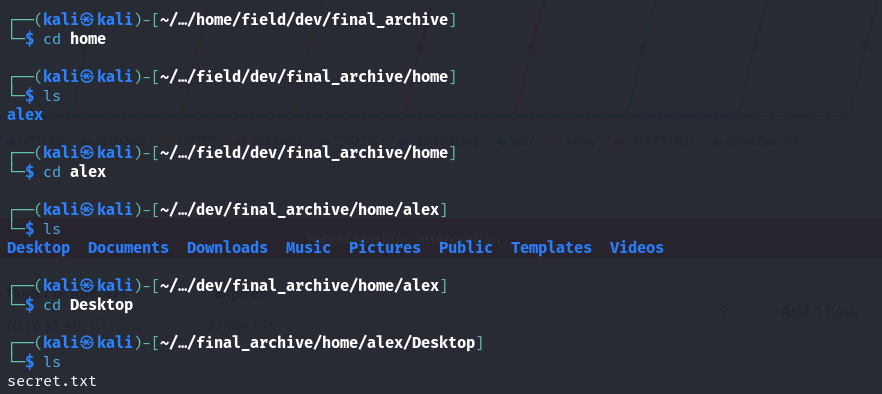 ┌──(kali㉿kali)-[~/…/home/field/dev/final_archive]
└─$ cd home
┌──(kali㉿kali)-[~/…/field/dev/final_archive/home]
└─$ ls
alex
┌──(kali㉿kali)-[~/…/field/dev/final_archive/home]
└─$ cd alex
┌──(kali㉿kali)-[~/…/dev/final_archive/home/alex]
└─$ ls
Desktop  Documents  Downloads  Music  Pictures  Public  Templates  Videos
┌──(kali㉿kali)-[~/…/dev/final_archive/home/alex]
└─$ cd Desktop
┌──(kali㉿kali)-[~/…/final_archive/home/alex/Desktop]
└─$ ls
secret.txt